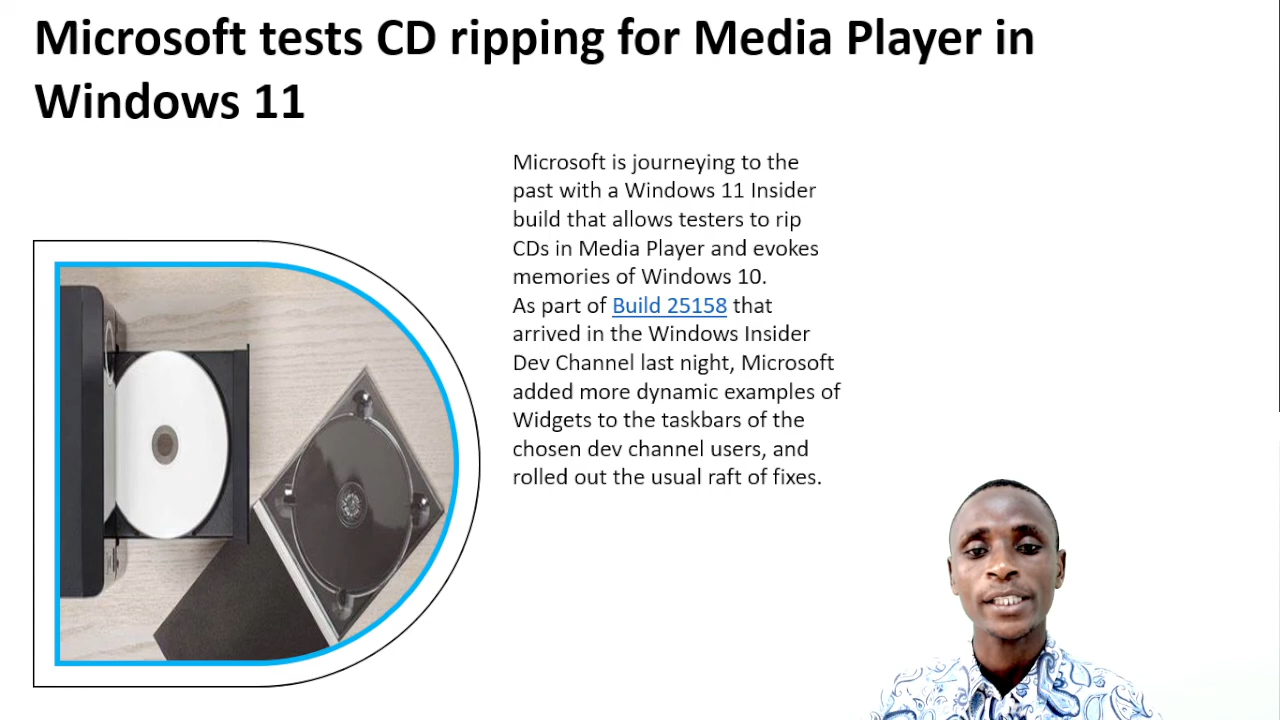 Microsoft tests CD ripping for Media Player in
Windows 11
Microsoft is journeying to the
past with a Windows 11 Insider
build that allows testers to rip
CDs in Media Player and evokes
memories of Windows 10.
As part of Build 25158 that
arrived in the Windows Insider
Dev Channel last night, Microsoft
added more dynamic examples of
Widgets to the taskbars of the
chosen dev channel users, and
rolled out the usual raft of fixes.